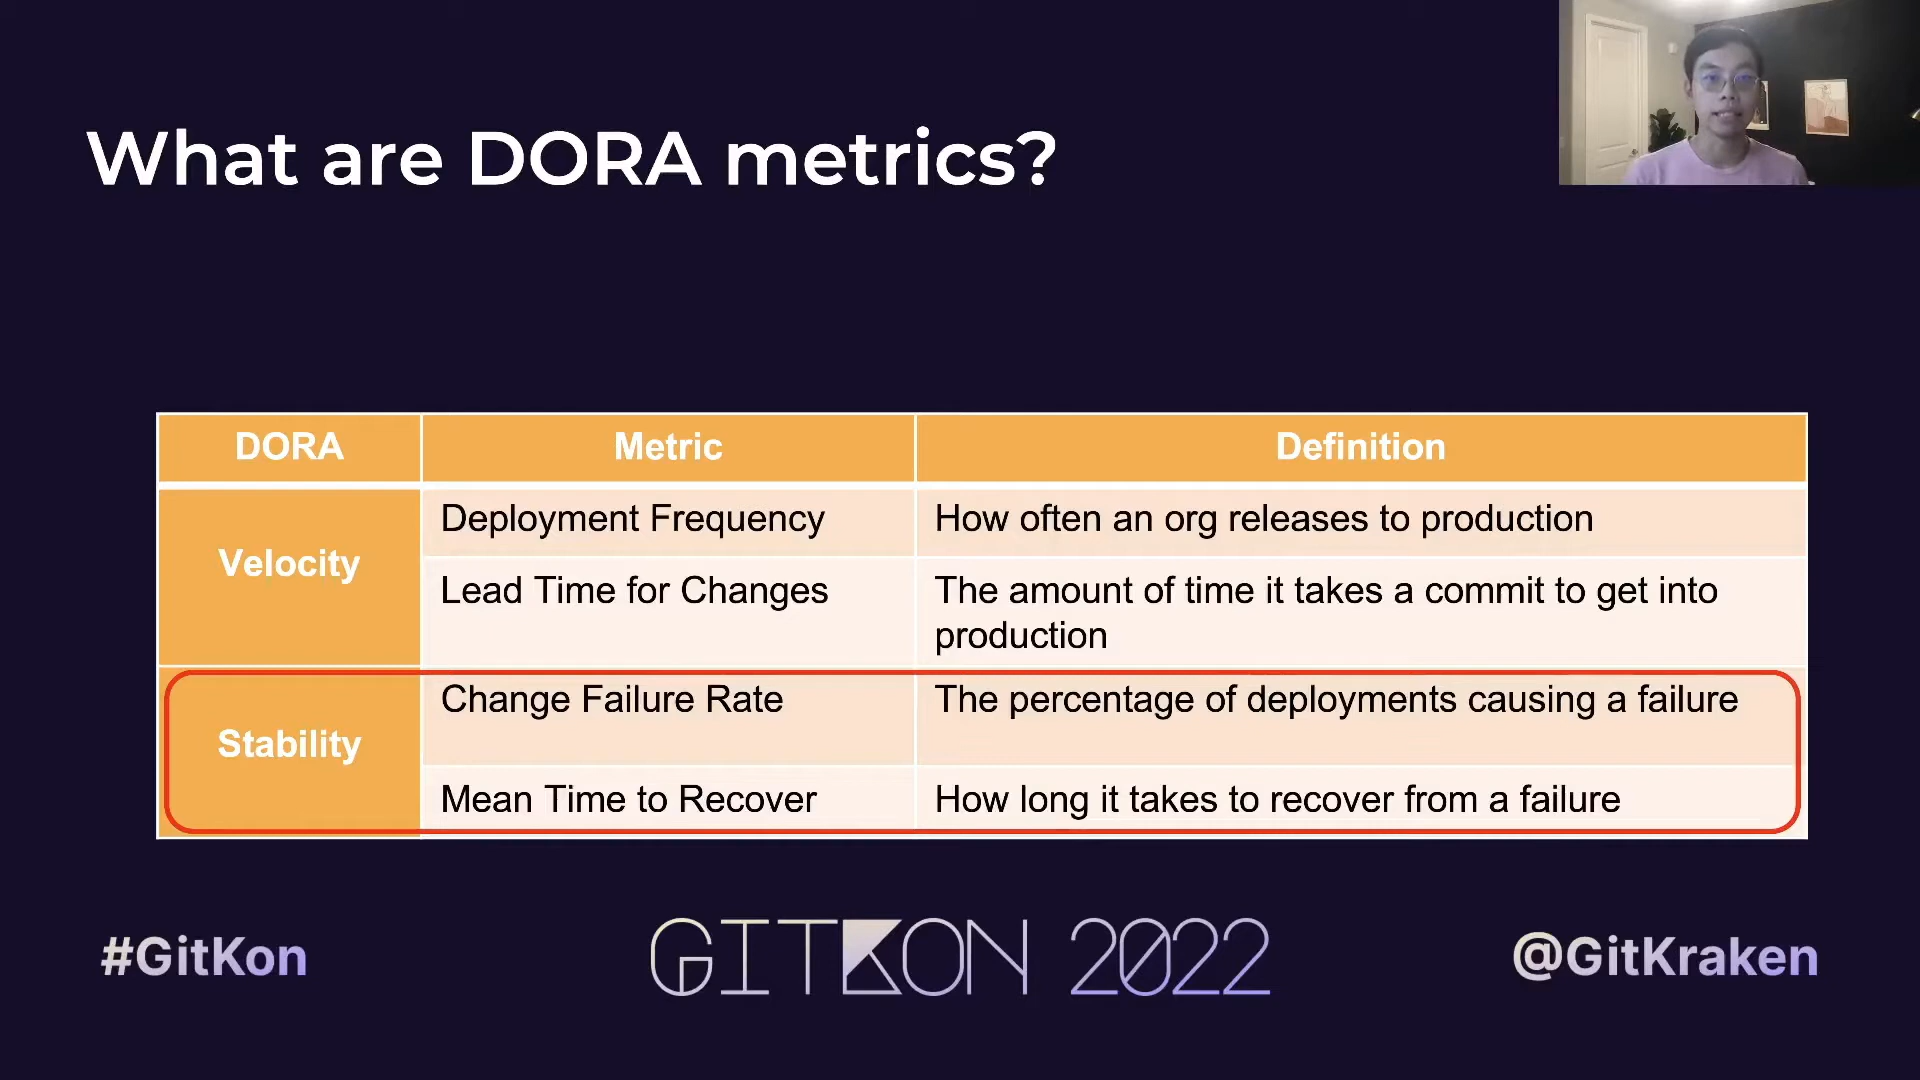 What are DORA metrics?
DORA
Metric
Definition
Velocity
Deployment Frequency
How often an org releases to production
Lead Time for Changes
The amount of time it takes a commit to get into
production
Stability
Change Failure Rate
The percentage of deployments causing a failure
Mean Time to Recover
How long it takes to recover from a failure
#GitKon
GITKON 2022
@GitKraken